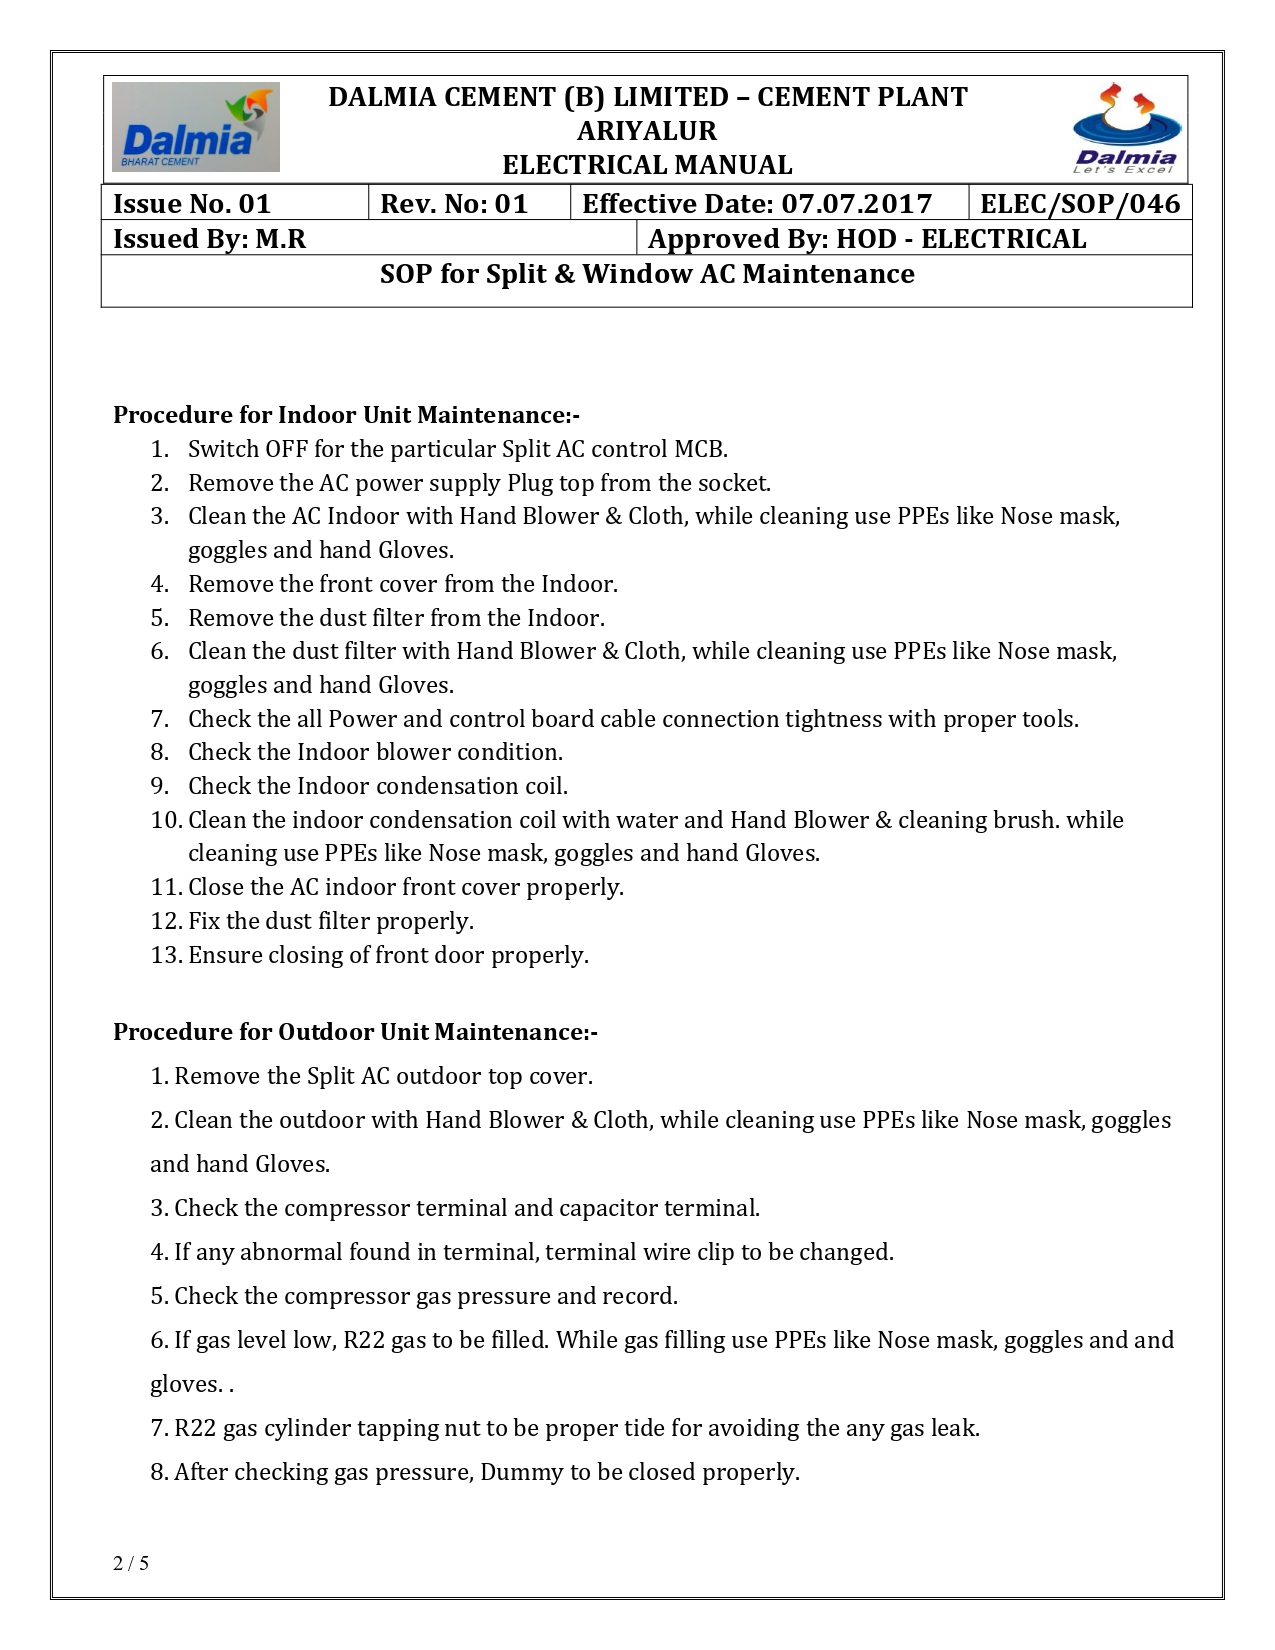 Dalmia
BHARAT CEMENT
DALMIA CEMENT (B) LIMITED – CEMENT PLANT
ARIYALUR
ELECTRICAL MANUAL
Dalmia
Let's Excel
Issue No. 01 Rev. No: 01 Effective Date: 07.07.2017 ELEC/SOP/046
Issued By: M.R Approved By: HOD - ELECTRICAL
SOP for Split & Window AC Maintenance
Procedure for Indoor Unit Maintenance:-
1. Switch OFF for the particular Split AC control MCB.
2. Remove the AC power supply Plug top from the socket.
3. Clean the AC Indoor with Hand Blower & Cloth, while cleaning use PPEs like Nose mask,
goggles and hand Gloves.
4. Remove the front cover from the Indoor.
5. Remove the dust filter from the Indoor.
6. Clean the dust filter with Hand Blower & Cloth, while cleaning use PPEs like Nose mask,
goggles and hand Gloves.
7. Check the all Power and control board cable connection tightness with proper tools.
8. Check the Indoor blower condition.
9. Check the Indoor condensation coil.
10. Clean the indoor condensation coil with water and Hand Blower & cleaning brush. while
cleaning use PPEs like Nose mask, goggles and hand Gloves.
11. Close the AC indoor front cover properly.
12. Fix the dust filter properly.
13. Ensure closing of front door properly.
Procedure for Outdoor Unit Maintenance:-
1. Remove the Split AC outdoor top cover.
2. Clean the outdoor with Hand Blower & Cloth, while cleaning use PPEs like Nose mask, goggles
and hand Gloves.
3. Check the compressor terminal and capacitor terminal.
4. If any abnormal found in terminal, terminal wire clip to be changed.
5. Check the compressor gas pressure and record.
6. If gas level low, R22 gas to be filled. While gas filling use PPEs like Nose mask, goggles and and
gloves. .
7. R22 gas cylinder tapping nut to be proper tide for avoiding the any gas leak.
8. After checking gas pressure, Dummy to be closed properly.
2 / 5